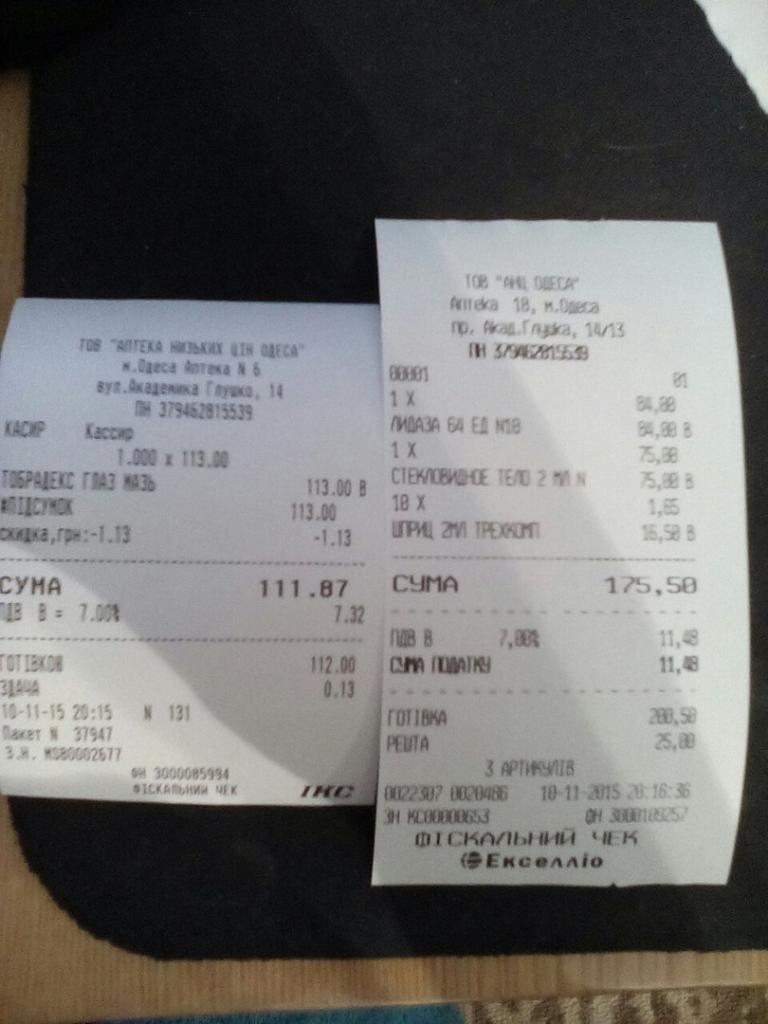 ТОВ "АПТЕКА НИЗЬКИХ ЦІН ОДЕСА"
м.Одеса Аптека N 6
вул.Академика Глушко, 14
ПН 379462815539
КАСИР Кассир
1.000 x 113.00
ТОБРАДЕКС ГЛАЗ МАЗЬ 113.00 В
#ПІДСУМОК 113.00
скидка,грн:-1.13 -1.13
СУМА 111.87
ПДВ В = 7.00% 7.32
ГОТІВКОЮ 112.00
ЗДАЧА 0.13
10-11-15 20:15 N 131
Пакет N 37947
З.Н. МО80002677
ФН 3000085994
ФІСКАЛЬНИЙ ЧЕК ІКС
ТОВ "АНЦ ОДЕСА"
Аптека 18, м.Одеса
пр. Акад.Глушка, 14/13
ПН 379462815539
00001 01
1 X 84,00
ЛИДАЗА 64 ЕД N10 84,00 В
1 X 75,00
СТЕКЛОВИДНОЕ ТЕЛО 2 МЛ N 75,00 В
10 X 1,65
ШПРИЦ 2МЛ ТРЕХКОМП 16,50 В
СУМА 175,50
ПДВ В 7,00% 11,48
СУМА ПОДАТКУ 11,48
ГОТІВКА 200,50
РЕШТА 25,00
3 АРТИКУЛІВ
0022307 0020486 10-11-2015 20:16:36
ЗН КС00000653 ФН 3000109257
ФІСКАЛЬНИЙ ЧЕК
Екселліо